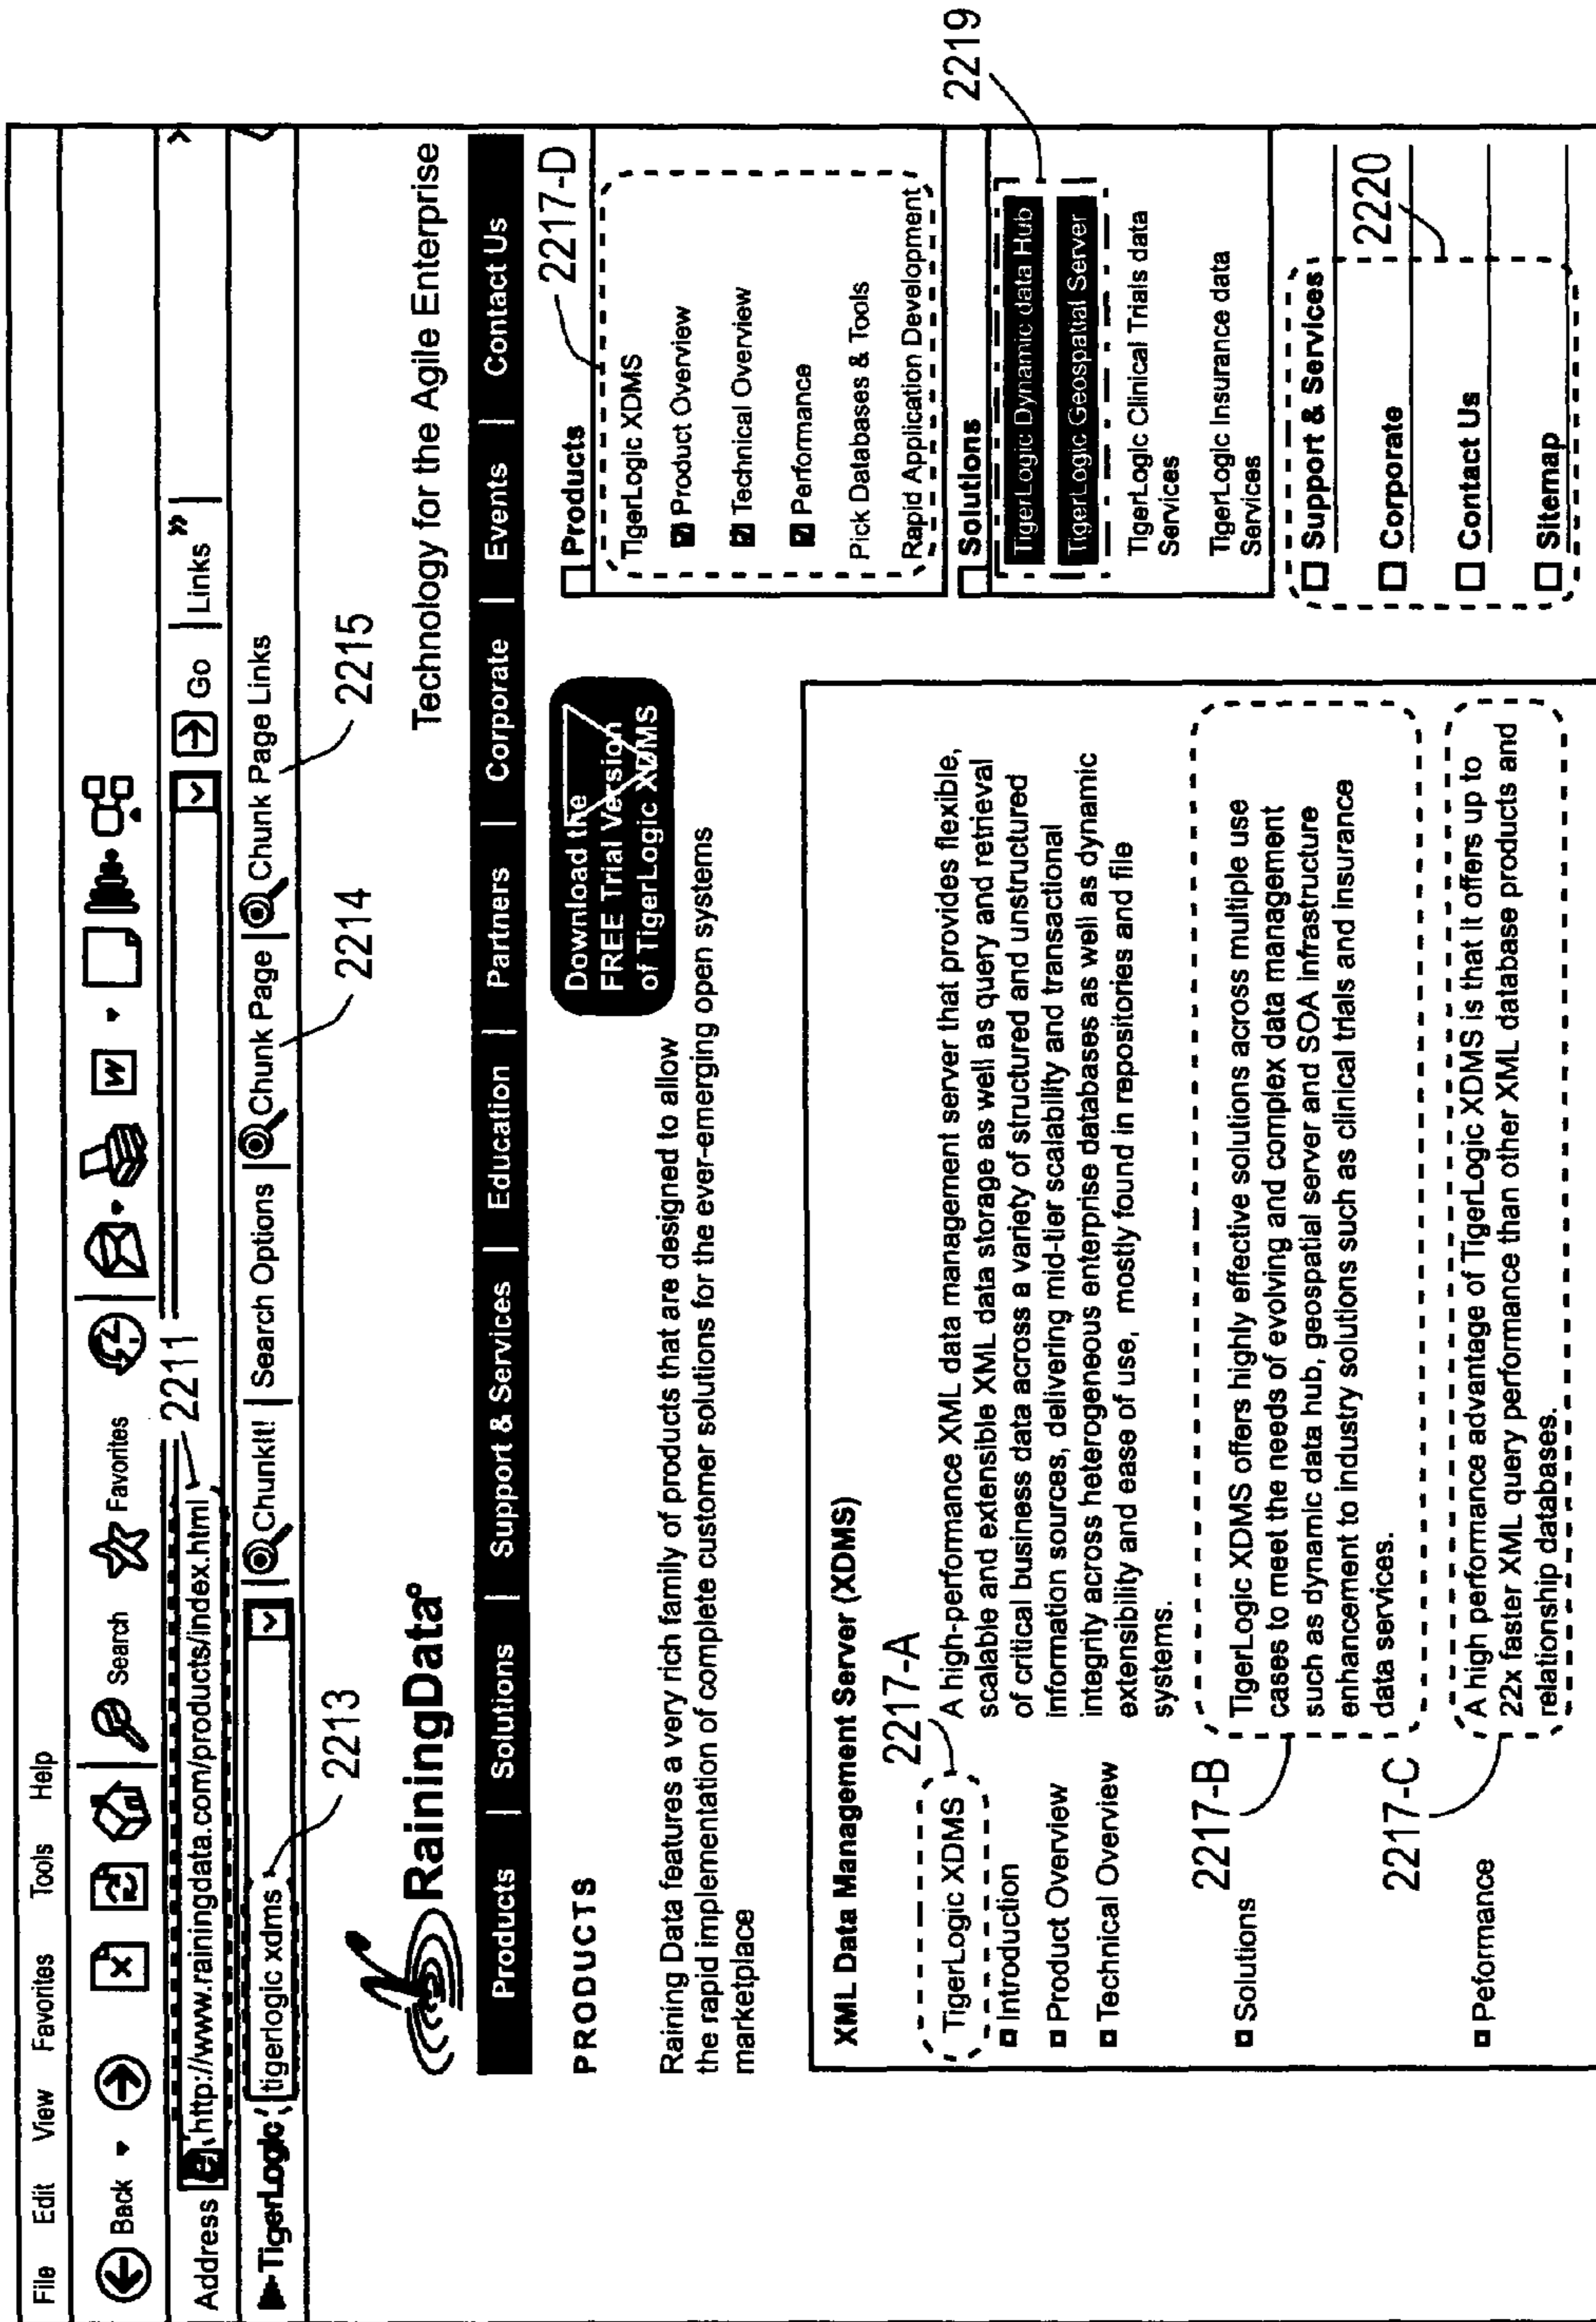 File Edit View Favorites Tools Help
Back Search Favorites W
Address http://www.rainingdata.com/products/index.html Go Links »
2211
TigerLogic tigerlogic xdms ChunkIt! Search Options Chunk Page Chunk Page Links
2213
2214
2215
RainingData
Technology for the Agile Enterprise
Products | Solutions | Support & Services | Education | Partners | Corporate | Events | Contact Us
PRODUCTS
Raining Data features a very rich family of products that are designed to allow
the rapid implementation of complete customer solutions for the ever-emerging open systems
marketplace
Download the
FREE Trial Version
of TigerLogic XDMS
XML Data Management Server (XDMS)
2217-A
TigerLogic XDMS
Introduction
Product Overview
Technical Overview
A high-performance XML data management server that provides flexible,
scalable and extensible XML data storage as well as query and retrieval
of critical business data across a variety of structured and unstructured
information sources, delivering mid-tier scalability and transactional
integrity across heterogeneous enterprise databases as well as dynamic
extensibility and ease of use, mostly found in repositories and file
systems.
2217-B
Solutions
TigerLogic XDMS offers highly effective solutions across multiple use
cases to meet the needs of evolving and complex data management
such as dynamic data hub, geospatial server and SOA infrastructure
enhancement to industry solutions such as clinical trials and insurance
data services.
2217-C
Peformance
A high performance advantage of TigerLogic XDMS is that it offers up to
22x faster XML query performance than other XML database products and
relationship databases.
2217-D
Products
TigerLogic XDMS
Product Overview
Technical Overview
Performance
Pick Databases & Tools
Rapid Application Development
Solutions
2219
TigerLogic Dynamic data Hub
TigerLogic Geospatial Server
TigerLogic Clinical Trials data
Services
TigerLogic Insurance data
Services
2220
Support & Services
Corporate
Contact Us
Sitemap